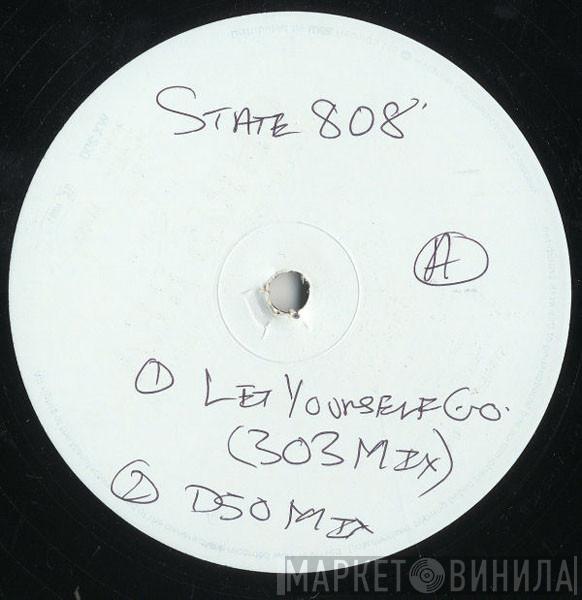 STATE 808'
A
1 LET YOURSELF GO.
(303 MIX)
2 D50 MIX
МАРКЕТ ВИНИЛА